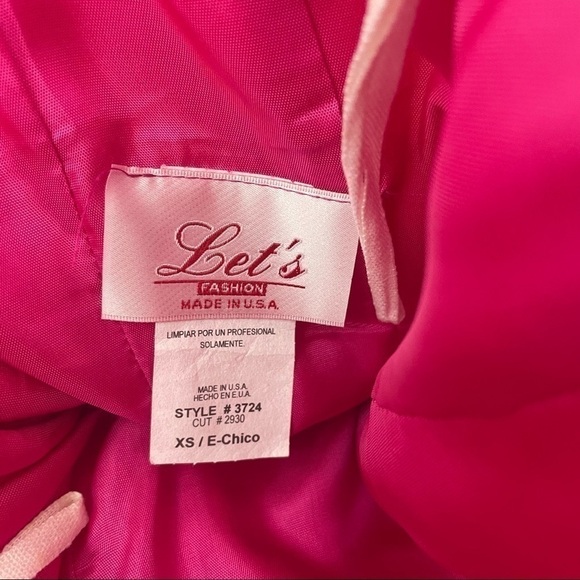 Let's
FASHION
MADE IN U.S.A.
LIMPIAR POR UN PROFESIONAL
SOLAMENTE.
MADE IN U.S.A.
HECHO EN E.U.A.
STYLE # 3724
CUT # 2930
XS / E-Chico